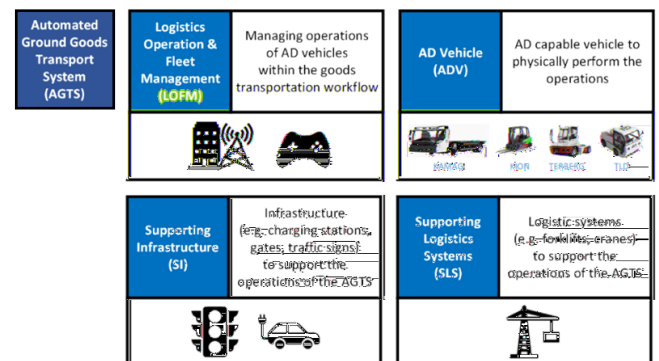 Automated
Ground Goods
Transport
System
(AGTS)
Logistics
Operation &
Fleet
Management
(LOFM)
Managing operations
of AD vehicles
within the goods
transportation workflow
AD Vehicle
(ADV)
AD capable vehicle to
physically perform the
operations
TERBERG
TLD
Supporting
Infrastructure
(SI)
Infrastructure
(e.g. charging stations,
gates, traffic signs)
to support the
operations of the AGTS
Supporting
Logistics
Systems
(SLS)
Logistic systems
(e.g. forklifts, cranes)
to support the
operations of the AGTS